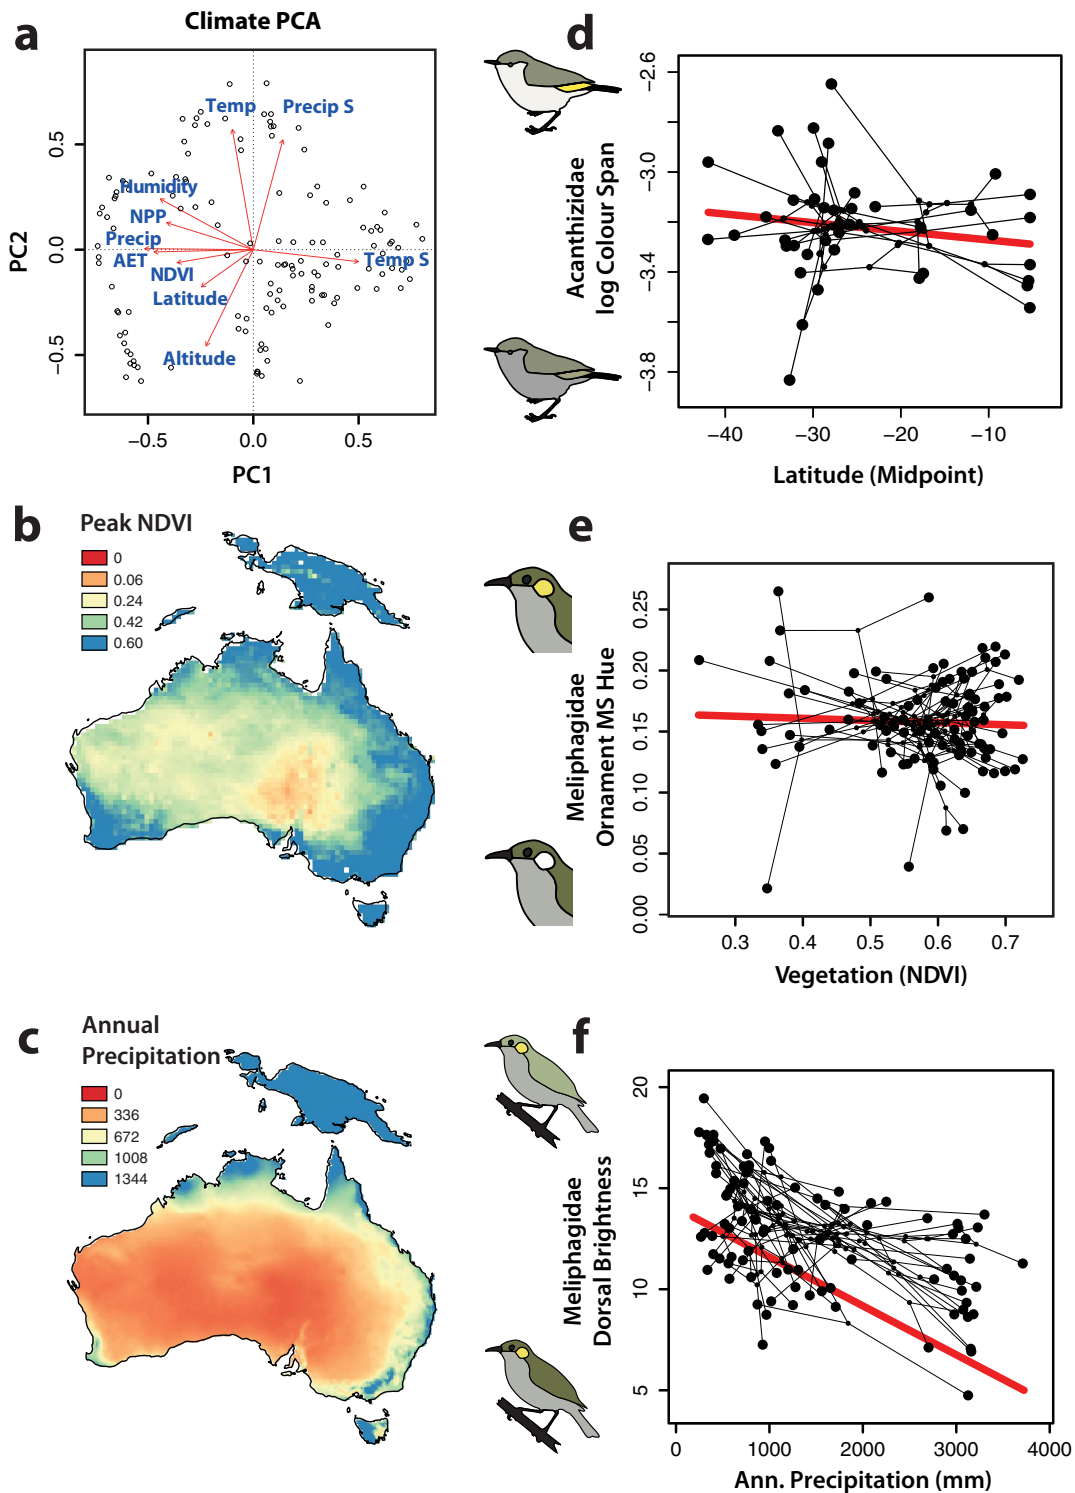 a
Climate PCA
PC2
0.5
0.0
−0.5
Temp
Precip S
Humidity
NPP
Precip
AET
NDVI
Latitude
Altitude
Temp S
−0.5
0.0
0.5
PC1
d
Acanthizidae
log Colour Span
−2.6
−3.0
−3.4
−3.8
−40
−30
−20
−10
Latitude (Midpoint)
b
Peak NDVI
0
0.06
0.24
0.42
0.60
e
Meliphagidae
Ornament MS Hue
0.25
0.20
0.15
0.10
0.05
0.00
0.3
0.4
0.5
0.6
0.7
Vegetation (NDVI)
c
Annual
Precipitation
0
336
672
1008
1344
f
Meliphagidae
Dorsal Brightness
20
15
10
5
0
1000
2000
3000
4000
Ann. Precipitation (mm)